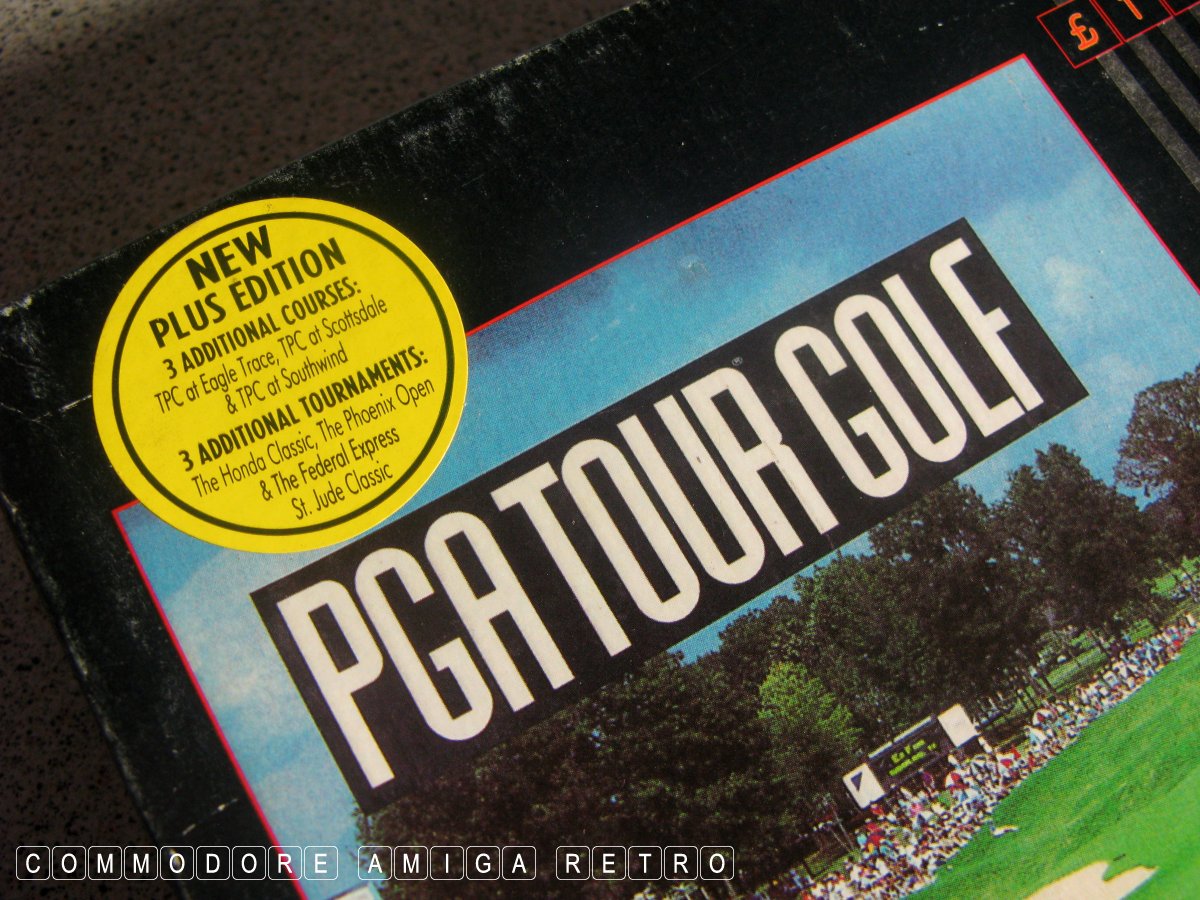 £1
NEW
PLUS EDITION
3 ADDITIONAL COURSES:
TPC at Eagle Trace, TPC at Scottsdale
& TPC at Southwind
3 ADDITIONAL TOURNAMENTS:
The Honda Classic, The Phoenix Open
& The Federal Express
St. Jude Classic
PGA TOUR® GOLF
COMMODORE AMIGA RETRO